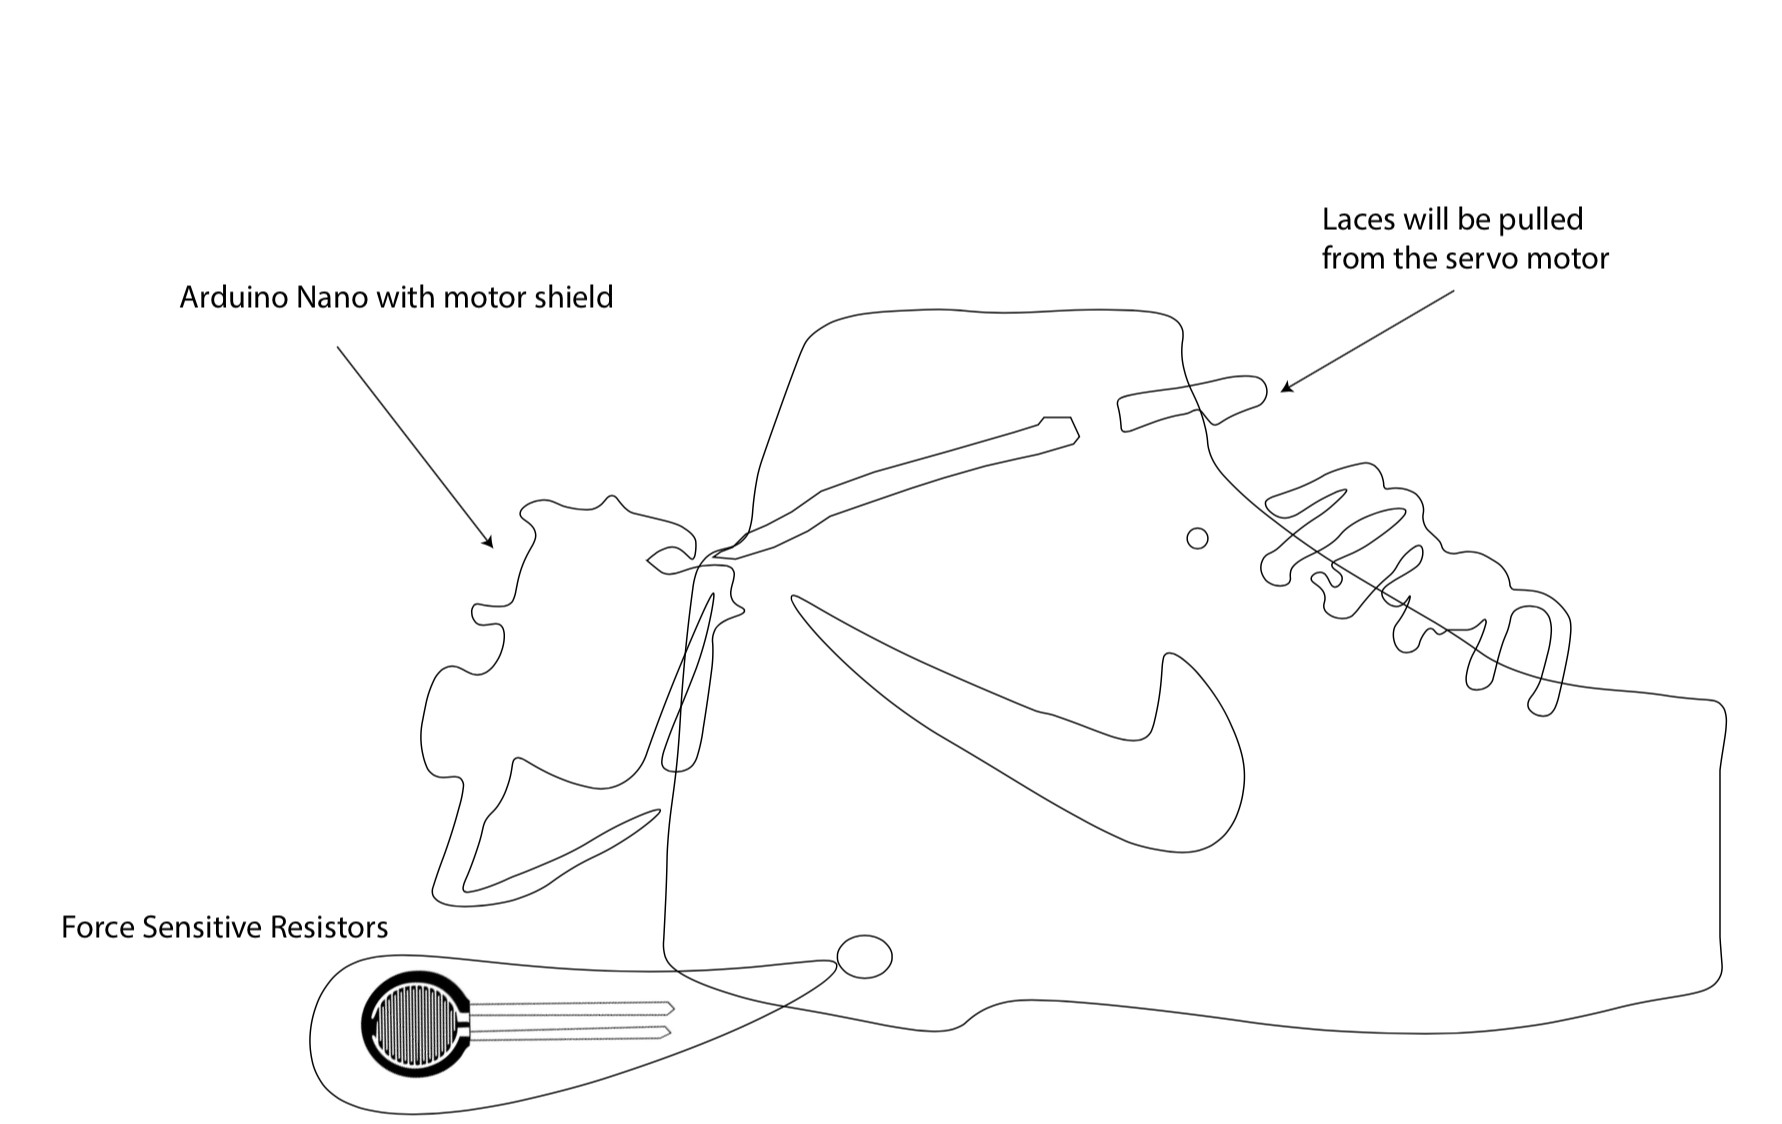 Laces will be pulled
from the servo motor
Arduino Nano with motor shield
Force Sensitive Resistors